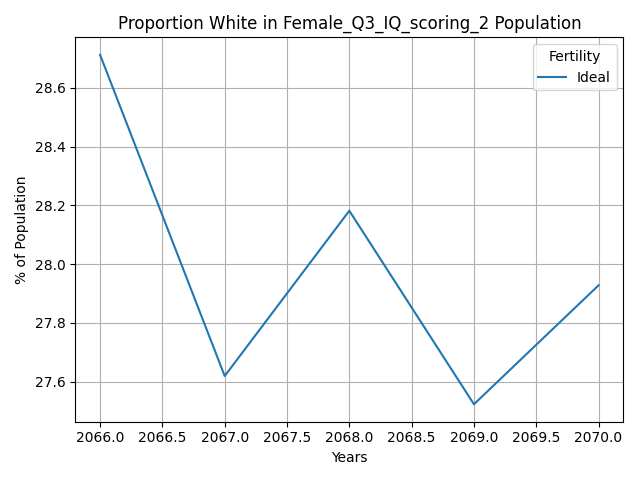 Proportion White in Female_Q3_IQ_scoring_2 Population
Fertility
Ideal
% of Population
28.6
28.4
28.2
28.0
27.8
27.6
2066.0 2066.5 2067.0 2067.5 2068.0 2068.5 2069.0 2069.5 2070.0
Years